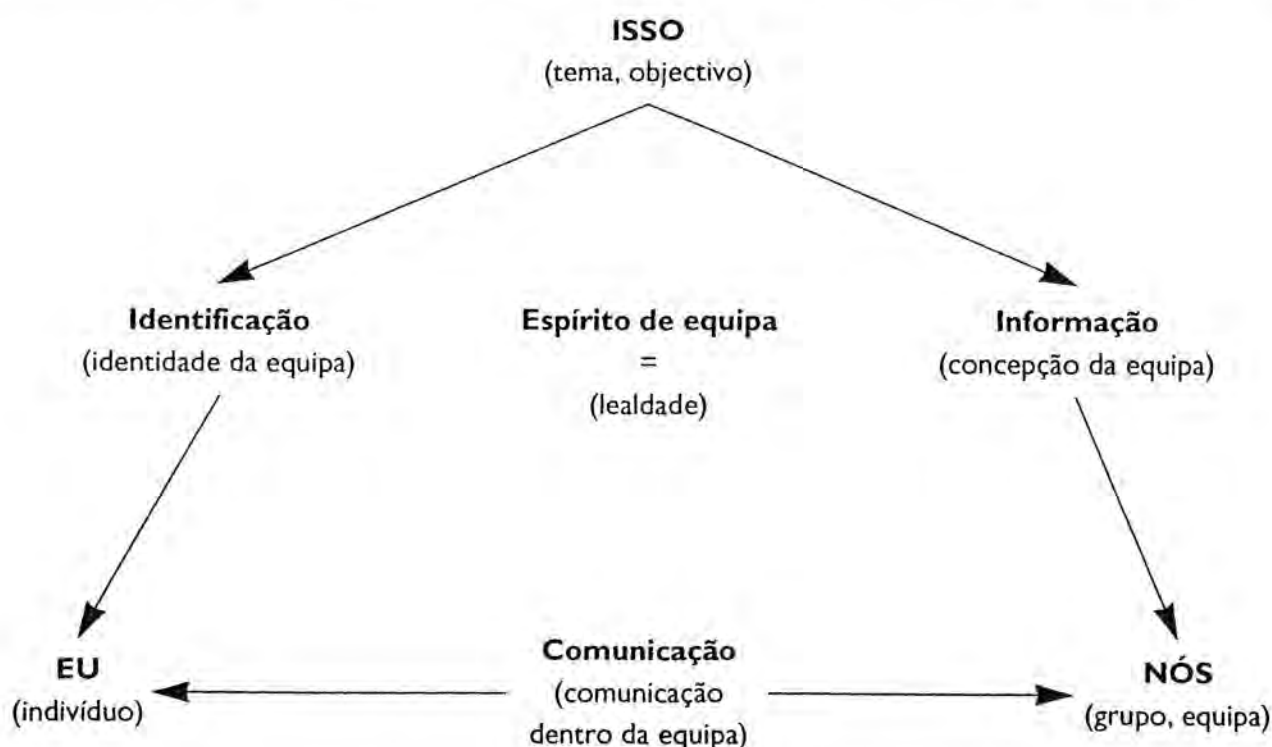 ISSO
(tema, objectivo)
Identificação
(identidade da equipa)
Espírito de equipa
=
(lealdade)
Informação
(concepção da equipa)
EU
(indivíduo)
Comunicação
(comunicação
dentro da equipa)
NÓS
(grupo, equipa)